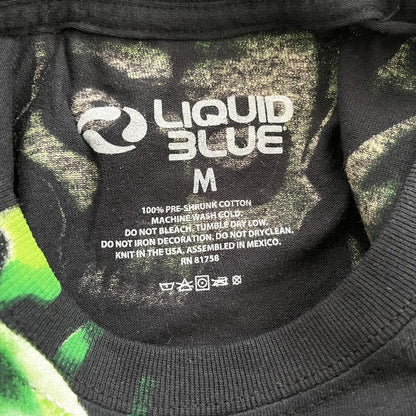 LIQUID
BLUE®
M
100% PRE-SHRUNK COTTON
MACHINE WASH COLD.
DO NOT BLEACH. TUMBLE DRY LOW.
DO NOT IRON DECORATION. DO NOT DRYCLEAN.
KNIT IN THE USA. ASSEMBLED IN MEXICO.
RN 81758